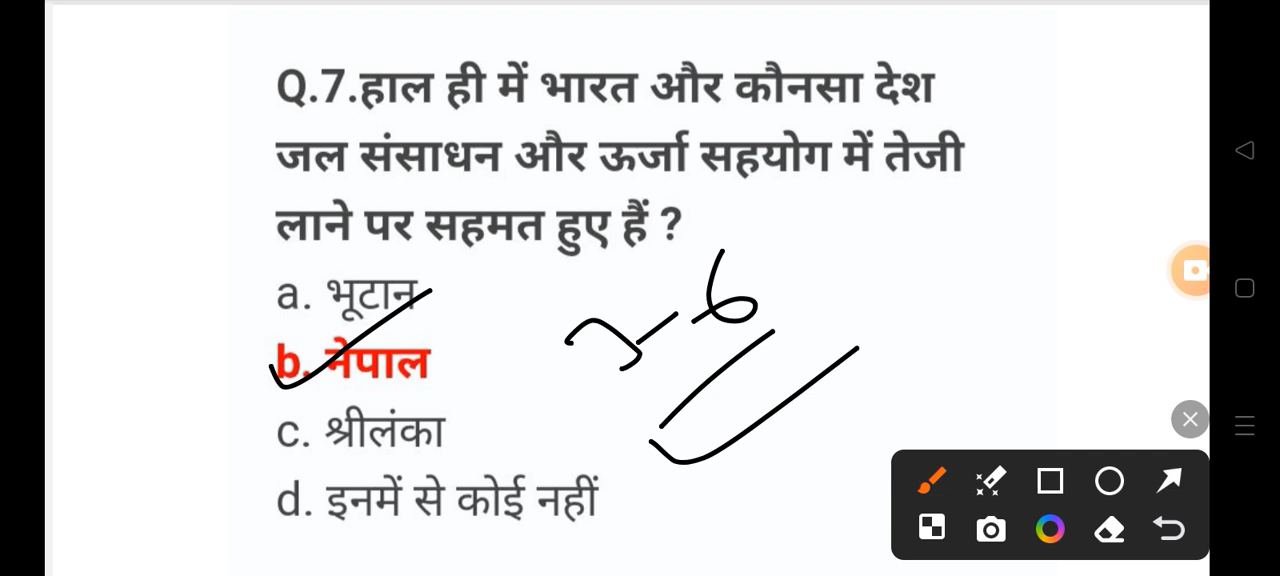 Q.7.हाल ही में भारत और कौनसा देश
जल संसाधन और ऊर्जा सहयोग में तेजी
लाने पर सहमत हुए हैं ?
a. भूटान
b. नेपाल
c. श्रीलंका
d. इनमें से कोई नहीं